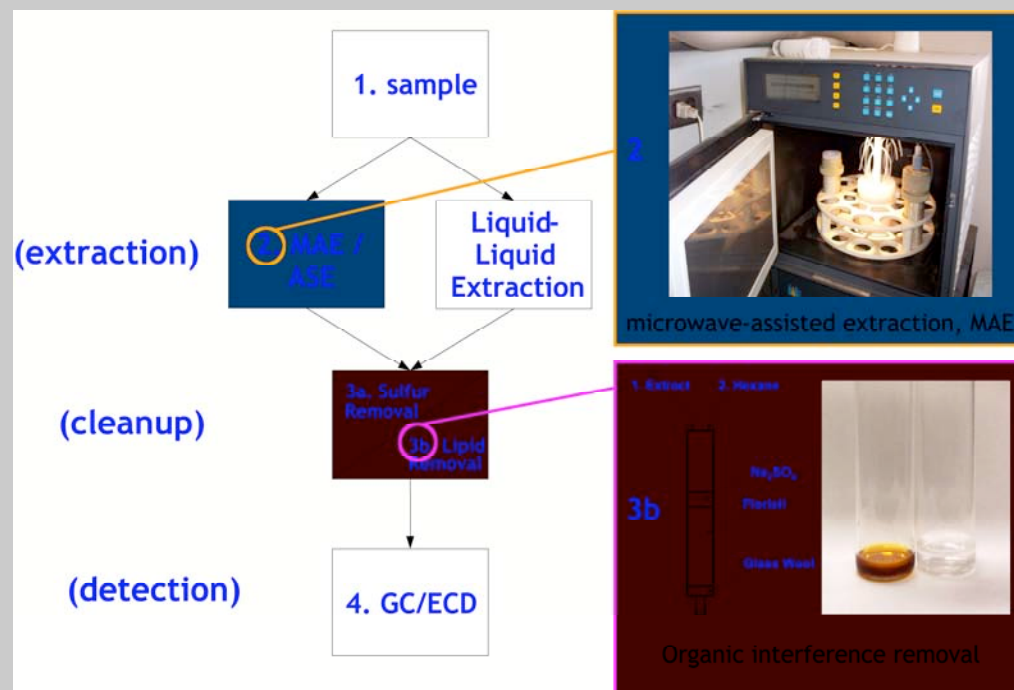 1. sample
(extraction)
2. MAE /
ASE
Liquid-
Liquid
Extraction
(cleanup)
3a. Sulfur
Removal
3b. Lipid
Removal
(detection)
4. GC/ECD
2
microwave-assisted extraction, MAE
1. Extract 2. Hexane
3b
Na₂SO₄
Florisil
Glass Wool
Organic interference removal